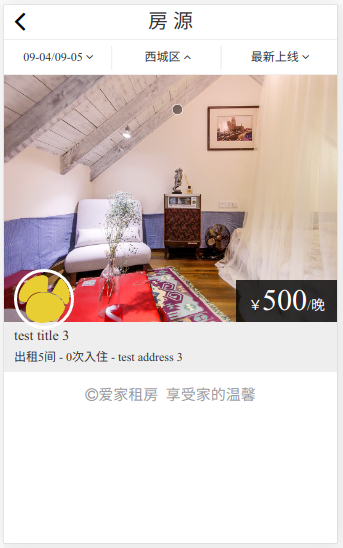 房 源
09-04/09-05 西城区 最新上线
¥500/晚
test title 3
出租5间 - 0次入住 - test address 3
©爱家租房 享受家的温馨